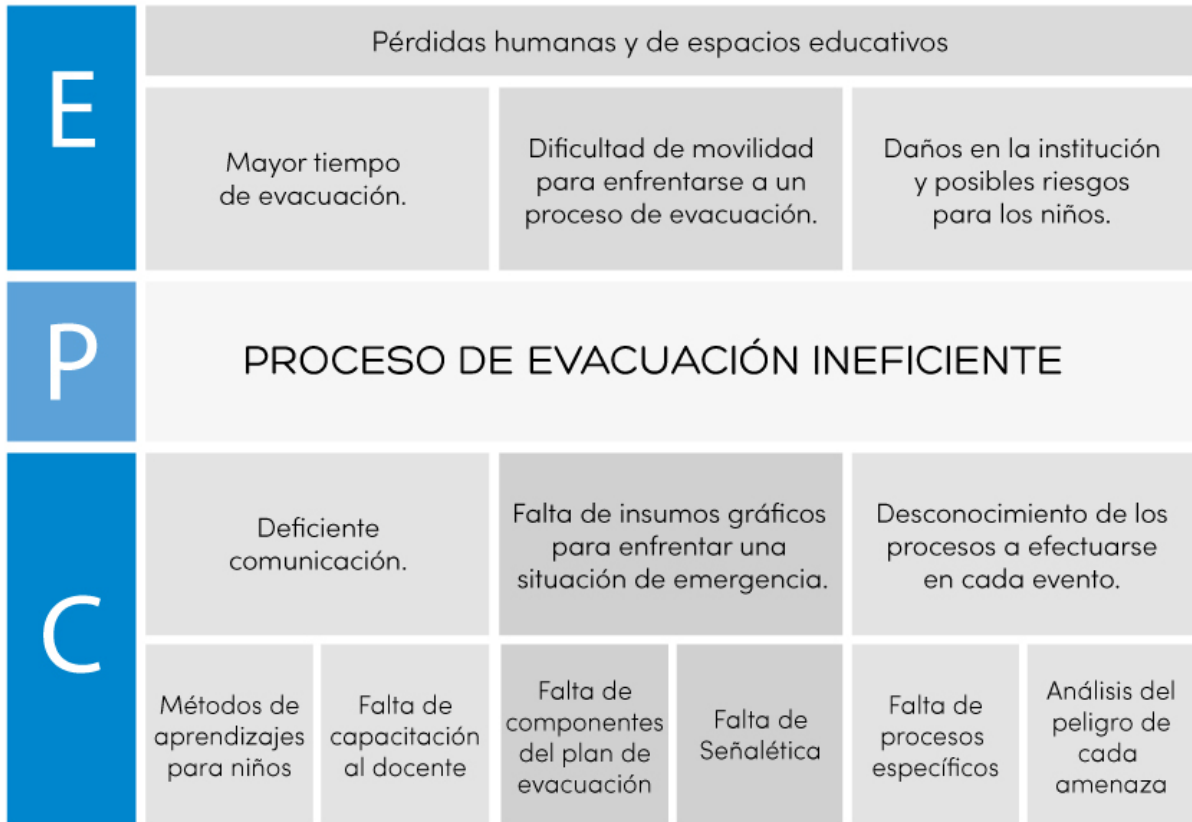 E
Pérdidas humanas y de espacios educativos
Mayor tiempo
de evacuación.
Dificultad de movilidad
para enfrentarse a un
proceso de evacuación.
Daños en la institución
y posibles riesgos
para los niños.
P
PROCESO DE EVACUACIÓN INEFICIENTE
C
Deficiente
comunicación.
Falta de insumos gráficos
para enfrentar una
situación de emergencia.
Desconocimiento de los
procesos a efectuarse
en cada evento.
Métodos de
aprendizajes
para niños
Falta de
capacitación
al docente
Falta de
componentes
del plan de
evacuación
Falta de
Señalética
Falta de
procesos
específicos
Análisis del
peligro de
cada
amenaza